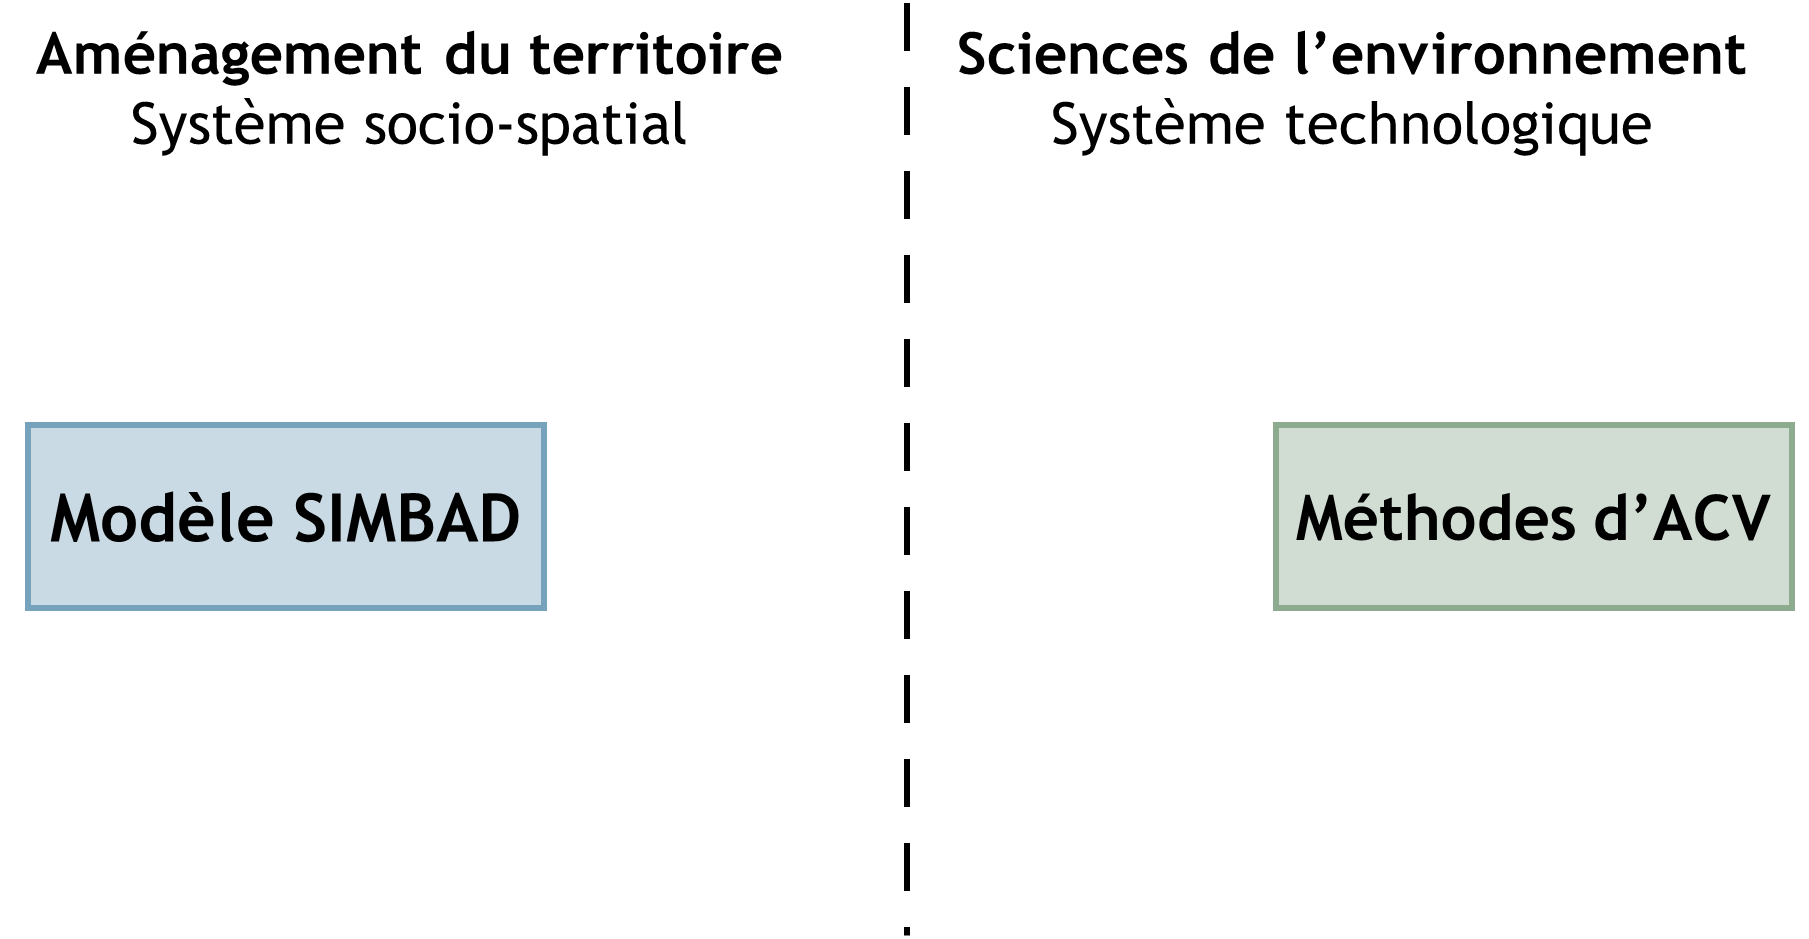 Aménagement du territoire
Système socio-spatial
Sciences de l’environnement
Système technologique
Modèle SIMBAD
Méthodes d’ACV